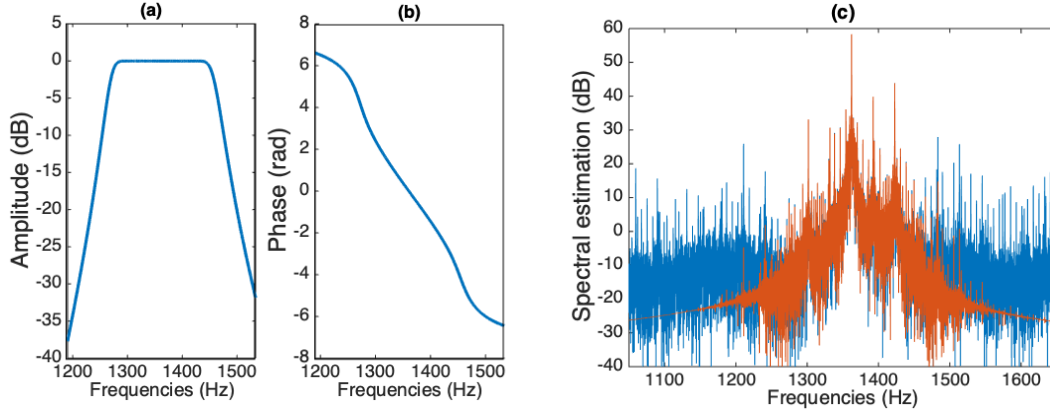 (a)
5
0
-5
-10
-15
-20
-25
-30
-35
-40
Amplitude (dB)
1200 1300 1400 1500
Frequencies (Hz)
(b)
8
6
4
2
0
-2
-4
-6
-8
Phase (rad)
1200 1300 1400 1500
Frequencies (Hz)
(c)
60
50
40
30
20
10
0
-10
-20
-30
-40
Spectral estimation (dB)
1100 1200 1300 1400 1500 1600
Frequencies (Hz)